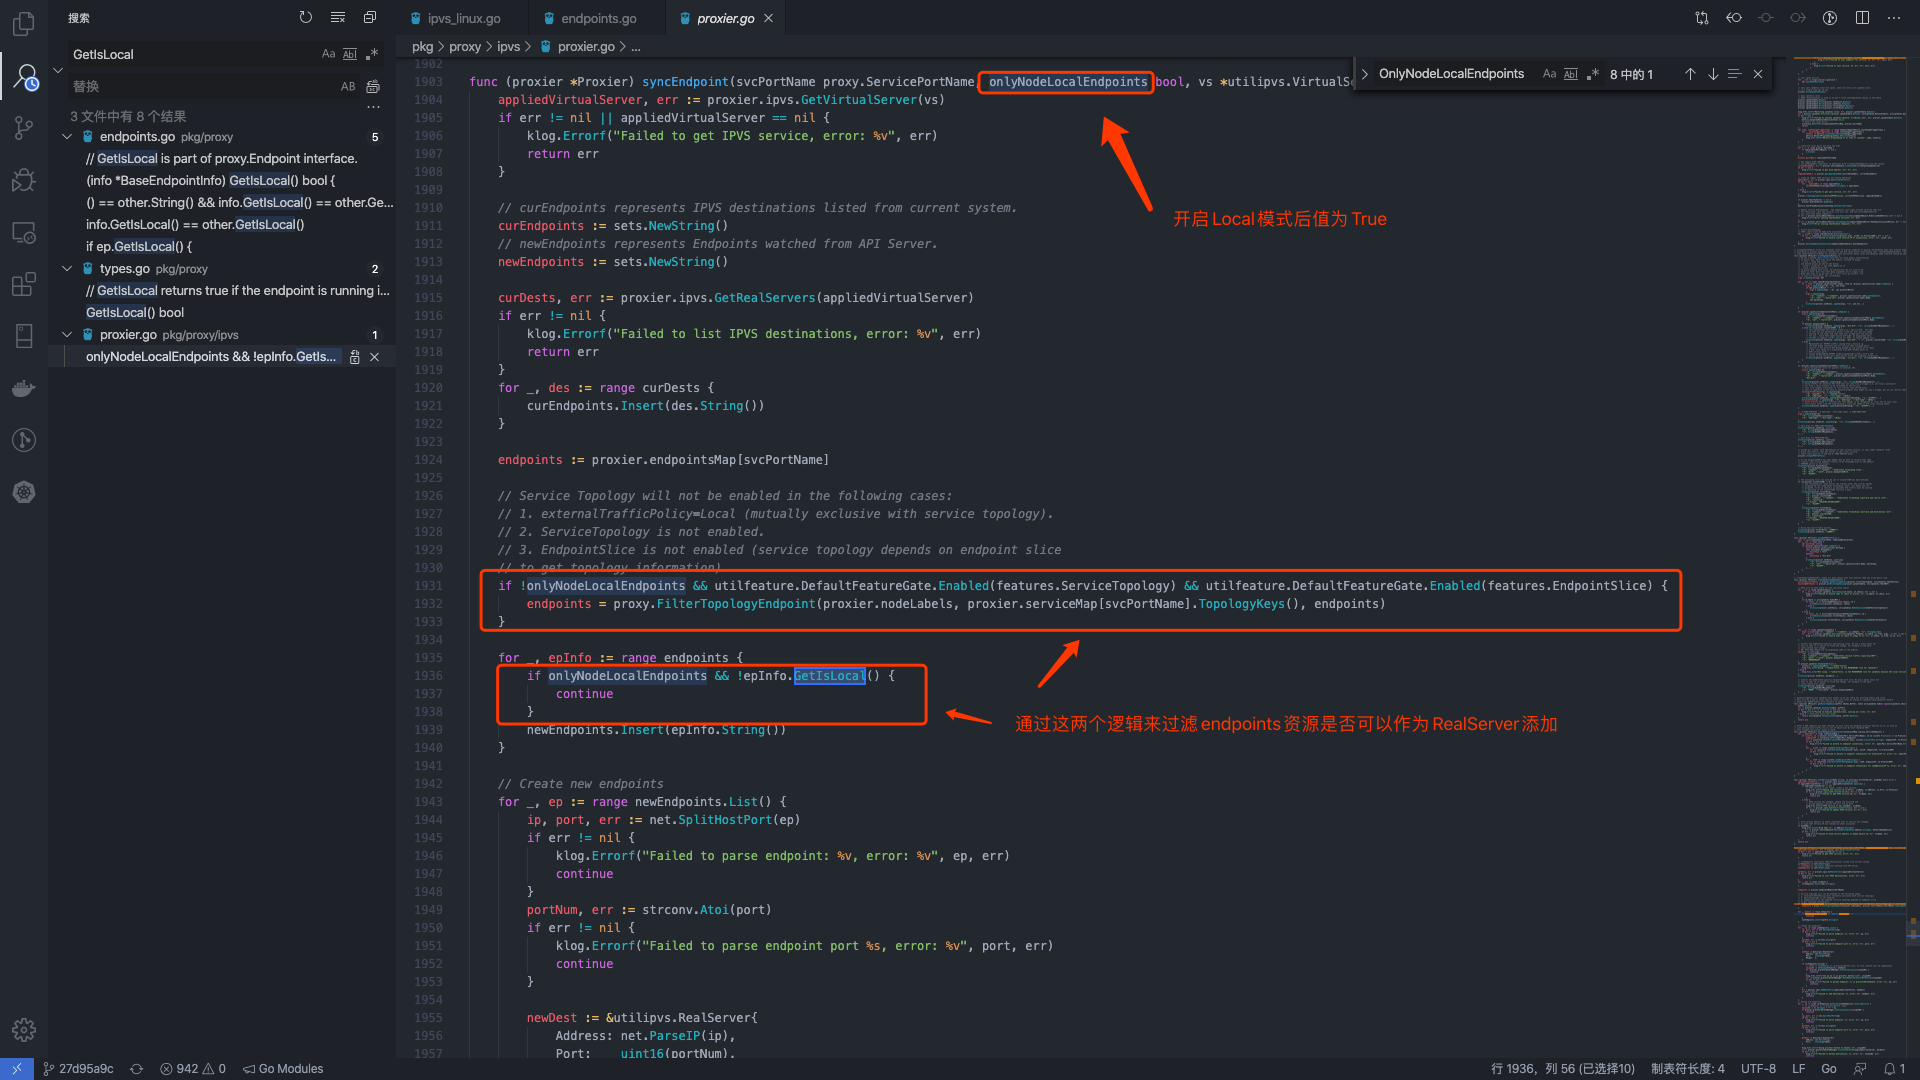 搜索
GetIsLocal
Aa Abl .*
替换
AB
3 文件中有 8 个结果
endpoints.go pkg/proxy 5
// GetIsLocal is part of proxy.Endpoint interface.
(info *BaseEndpointInfo) GetIsLocal() bool {
() == other.String() && info.GetIsLocal() == other.Ge...
info.GetIsLocal() == other.GetIsLocal()
if ep.GetIsLocal() {
types.go pkg/proxy 2
// GetIsLocal returns true if the endpoint is running i...
GetIsLocal() bool
proxier.go pkg/proxy/ipvs 1
onlyNodeLocalEndpoints && !epInfo.GetIs...
ipvs_linux.go endpoints.go proxier.go
pkg > proxy > ipvs > proxier.go > ...
OnlyNodeLocalEndpoints Aa Abl .* 8 中的 1
1902
1903 func (proxier *Proxier) syncEndpoint(svcPortName proxy.ServicePortName, onlyNodeLocalEndpoints bool, vs *utilipvs.VirtualSe
1904 appliedVirtualServer, err := proxier.ipvs.GetVirtualServer(vs)
1905 if err != nil || appliedVirtualServer == nil {
1906 klog.Errorf("Failed to get IPVS service, error: %v", err)
1907 return err
1908 }
1909
1910 // curEndpoints represents IPVS destinations listed from current system.
1911 curEndpoints := sets.NewString()
1912 // newEndpoints represents Endpoints watched from API Server.
1913 newEndpoints := sets.NewString()
1914
1915 curDests, err := proxier.ipvs.GetRealServers(appliedVirtualServer)
1916 if err != nil {
1917 klog.Errorf("Failed to list IPVS destinations, error: %v", err)
1918 return err
1919 }
1920 for _, des := range curDests {
1921 curEndpoints.Insert(des.String())
1922 }
1923
1924 endpoints := proxier.endpointsMap[svcPortName]
1925
1926 // Service Topology will not be enabled in the following cases:
1927 // 1. externalTrafficPolicy=Local (mutually exclusive with service topology).
1928 // 2. ServiceTopology is not enabled.
1929 // 3. EndpointSlice is not enabled (service topology depends on endpoint slice
1930 // to get topology information)
1931 if !onlyNodeLocalEndpoints && utilfeature.DefaultFeatureGate.Enabled(features.ServiceTopology) && utilfeature.DefaultFeatureGate.Enabled(features.EndpointSlice) {
1932 endpoints = proxy.FilterTopologyEndpoint(proxier.nodeLabels, proxier.serviceMap[svcPortName].TopologyKeys(), endpoints)
1933 }
1934
1935 for _, epInfo := range endpoints {
1936 if onlyNodeLocalEndpoints && !epInfo.GetIsLocal() {
1937 continue
1938 }
1939 newEndpoints.Insert(epInfo.String())
1940 }
1941
1942 // Create new endpoints
1943 for _, ep := range newEndpoints.List() {
1944 ip, port, err := net.SplitHostPort(ep)
1945 if err != nil {
1946 klog.Errorf("Failed to parse endpoint: %v, error: %v", ep, err)
1947 continue
1948 }
1949 portNum, err := strconv.Atoi(port)
1950 if err != nil {
1951 klog.Errorf("Failed to parse endpoint port %s, error: %v", port, err)
1952 continue
1953 }
1954
1955 newDest := &utilipvs.RealServer{
1956 Address: net.ParseIP(ip),
1957 Port: uint16(portNum),
开启 Local 模式后值为 True
通过这两个逻辑来过滤 endpoints 资源是否可以作为 RealServer 添加
27d95a9c 942 0 Go Modules
行 1936，列 56 (已选择10) 制表符长度: 4 UTF-8 LF Go 1